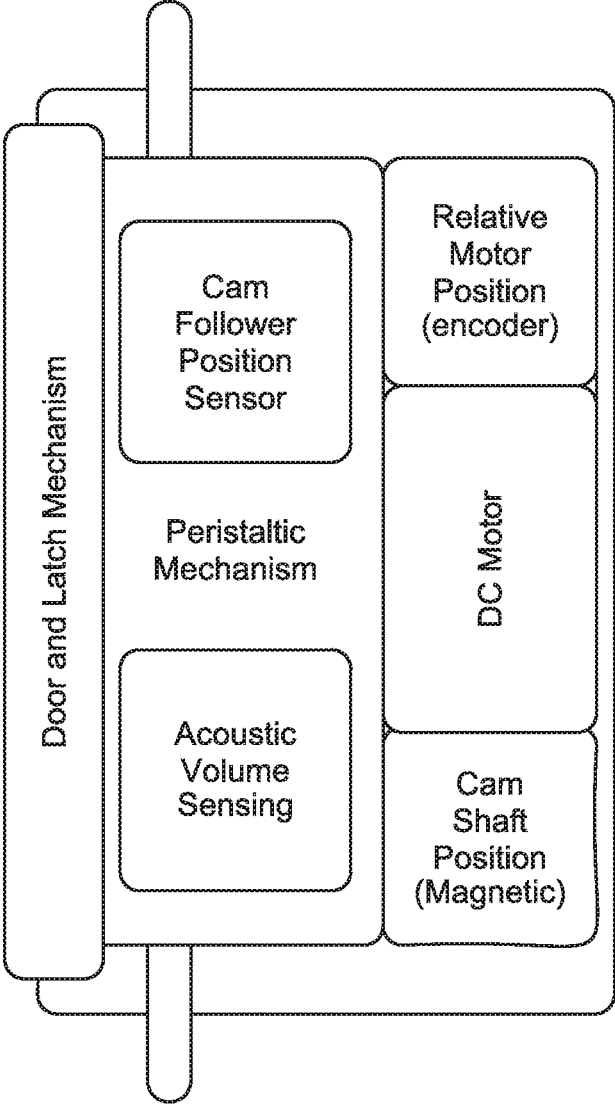 Door and Latch Mechanism
Cam
Follower
Position
Sensor
Peristaltic
Mechanism
Acoustic
Volume
Sensing
Relative
Motor
Position
(encoder)
DC Motor
Cam
Shaft
Position
(Magnetic)